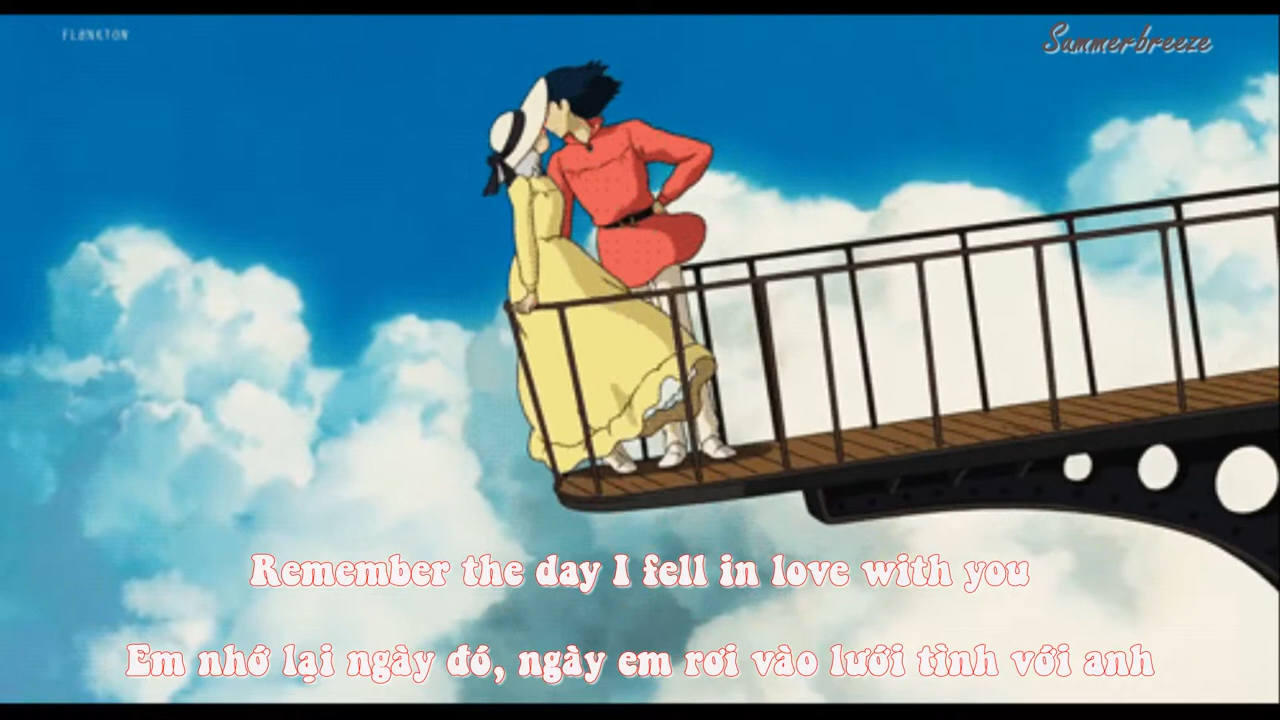 FLANKTON
Summerbreeze
Remember the day I fell in love with you
Em nhớ lại ngày đó, ngày em rơi vào lưới tình với anh